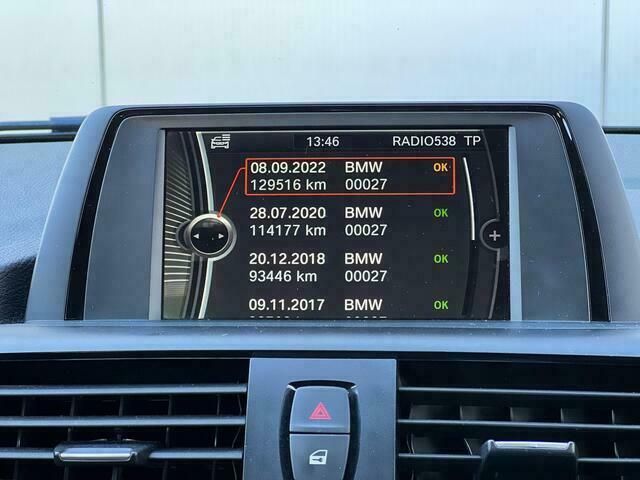 13:46 RADIO538 TP
08.09.2022 BMW OK
129516 km 00027
28.07.2020 BMW OK
114177 km 00027
20.12.2018 BMW OK
93446 km 00027
09.11.2017 BMW OK